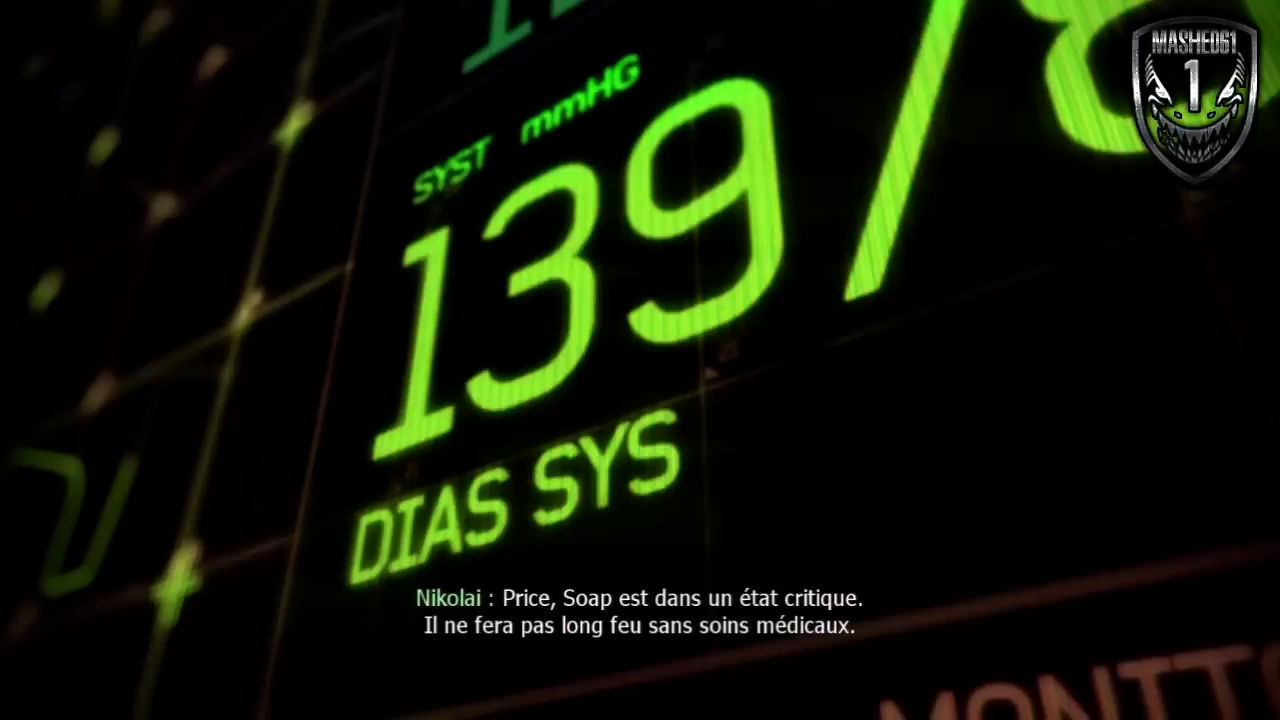 MASHED61
1
SYST mmHG
139/8
DIAS SYS
Nikolai : Price, Soap est dans un état critique.
Il ne fera pas long feu sans soins médicaux.